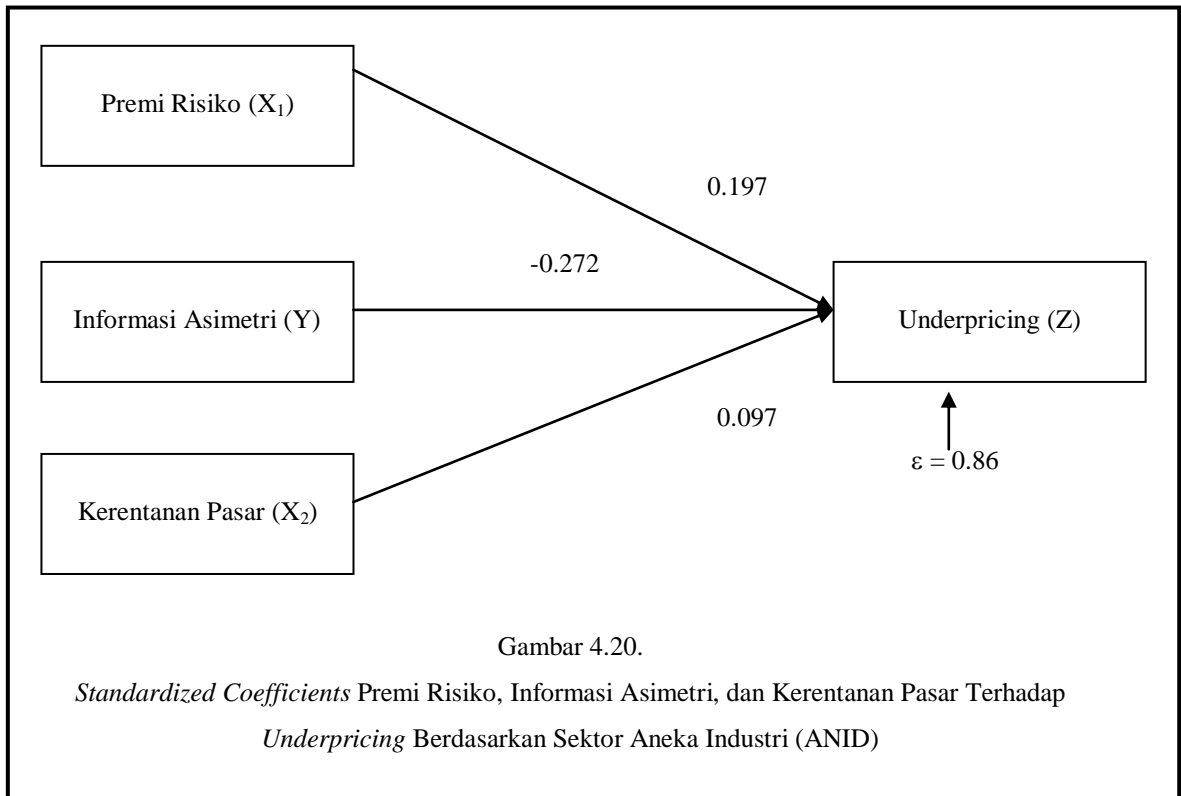 Premi Risiko (X₁)
0.197
-0.272
Informasi Asimetri (Y)
Underpricing (Z)
0.097
ε = 0.86
Kerentanan Pasar (X₂)
Gambar 4.20.
Standardized Coefficients Premi Risiko, Informasi Asimetri, dan Kerentanan Pasar Terhadap
Underpricing Berdasarkan Sektor Aneka Industri (ANID)